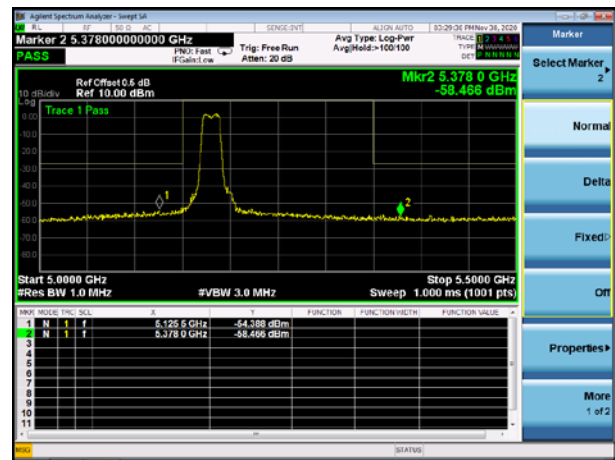 Agilent Spectrum Analyzer - Swept SA
RL RF 50 Ω AC SENSE:INT ALIGN AUTO 03:29:30 PM Nov 30, 2020
Marker 2 5.378000000000 GHz
PNO: Fast
IFGain:Low
Trig: Free Run
Atten: 20 dB
Avg Type: Log-Pwr
Avg|Hold:>100/100
TRACE 1 2 3 4 5 6
TYPE M WWWWW
DET P N N N N N
PASS
Ref Offset 0.5 dB
10 dB/div Ref 10.00 dBm
Log
Mkr2 5.378 0 GHz
-58.466 dBm
Trace 1 Pass
0.00
-10.0
-20.0
-30.0
-40.0
-50.0
-60.0
-70.0
-80.0
1
2
Start 5.0000 GHz
#Res BW 1.0 MHz
#VBW 3.0 MHz
Stop 5.5000 GHz
Sweep 1.000 ms (1001 pts)
MKR MODE TRC SCL X Y FUNCTION FUNCTION WIDTH FUNCTION VALUE
1 N 1 f 5.125 5 GHz -54.388 dBm
2 N 1 f 5.378 0 GHz -58.466 dBm
3
4
5
6
7
8
9
10
11
MSG
STATUS
Marker
Select Marker
2
Normal
Delta
Fixed
Off
Properties
More
1 of 2